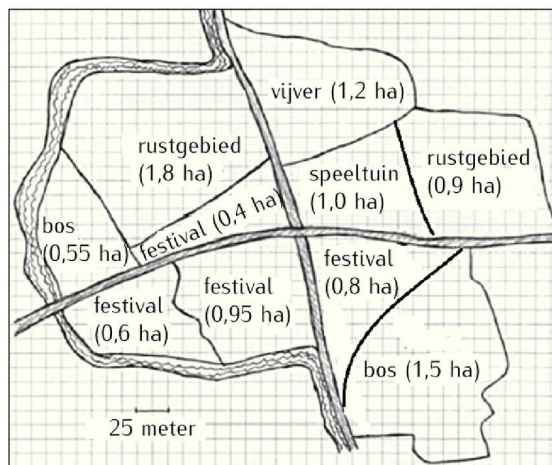 vijver (1,2 ha)
rustgebied
(1,8 ha)
speeltuin
(1,0 ha)
rustgebied
(0,9 ha)
festival (0,4 ha)
bos
(0,55 ha)
festival
(0,6 ha)
festival
(0,95 ha)
festival
(0,8 ha)
bos (1,5 ha)
25 meter